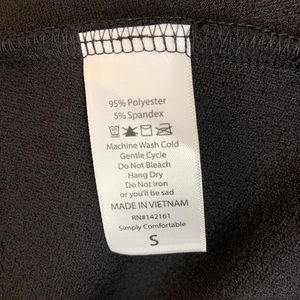 95% Polyester
5% Spandex
Machine Wash Cold
Gentle Cycle
Do Not Bleach
Hang Dry
Do Not Iron
or you'll be sad
MADE IN VIETNAM
RN#142161
Simply Comfortable
S